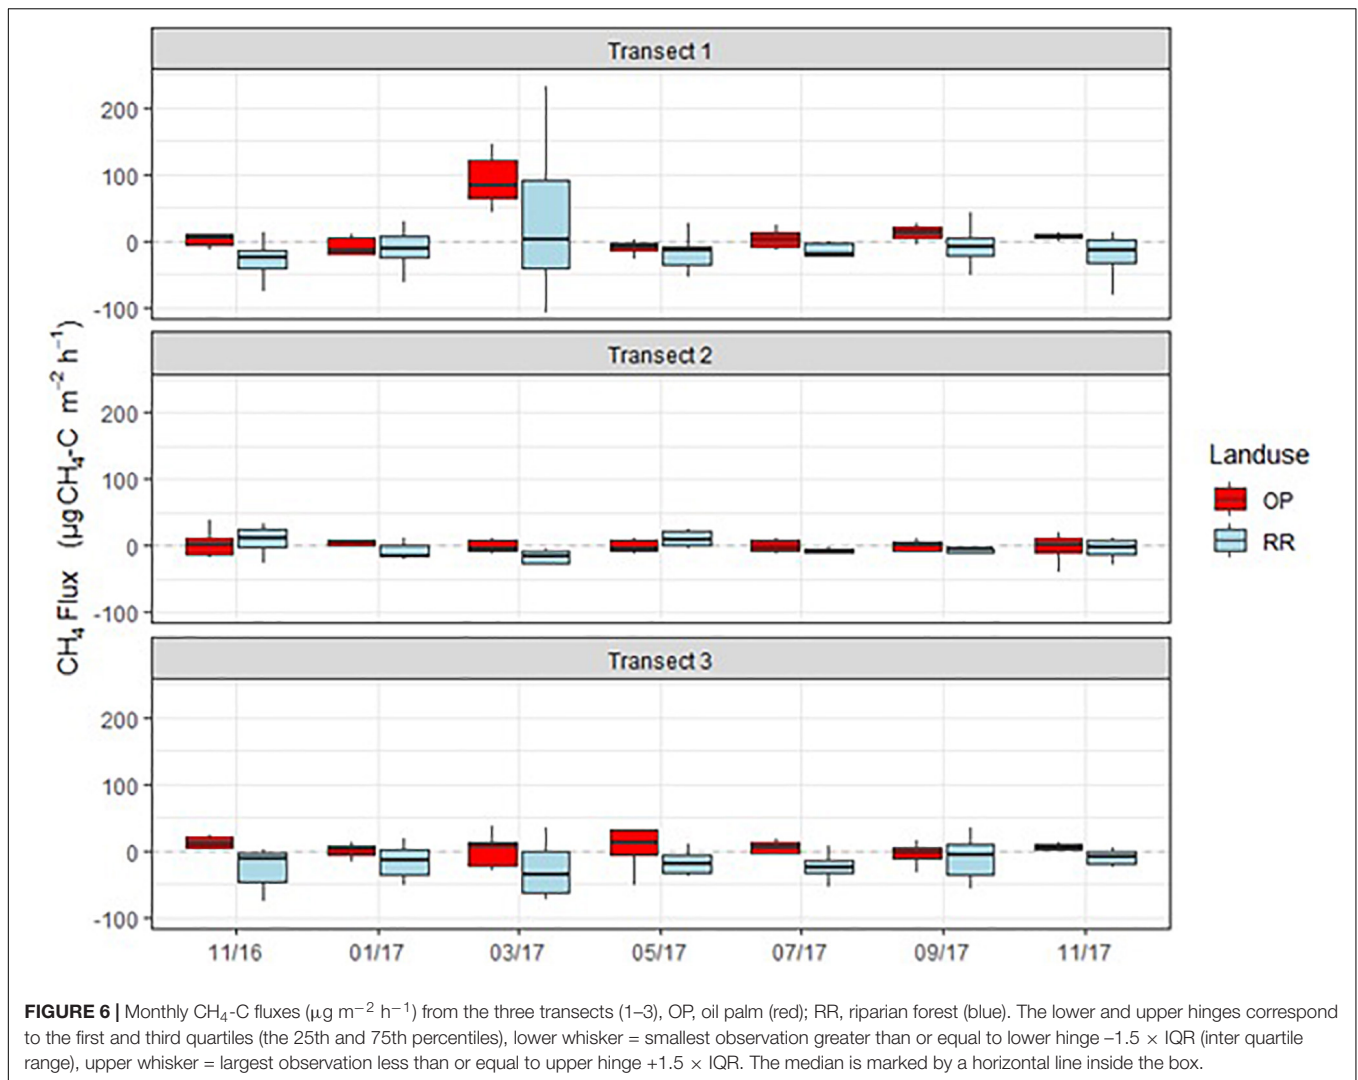 Transect 1
200
100
0
-100
Transect 2
200
100
0
-100
Transect 3
200
100
0
-100
CH₄ Flux (µg CH₄-C m⁻² h⁻¹)
11/16 01/17 03/17 05/17 07/17 09/17 11/17
Landuse
OP
RR
FIGURE 6 | Monthly CH₄-C fluxes (µg m⁻² h⁻¹) from the three transects (1–3), OP, oil palm (red); RR, riparian forest (blue). The lower and upper hinges correspond
to the first and third quartiles (the 25th and 75th percentiles), lower whisker = smallest observation greater than or equal to lower hinge –1.5 × IQR (inter quartile
range), upper whisker = largest observation less than or equal to upper hinge +1.5 × IQR. The median is marked by a horizontal line inside the box.